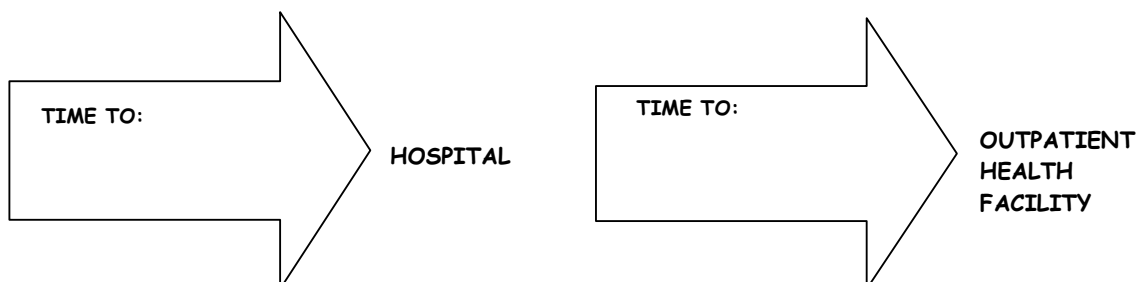 TIME TO:
HOSPITAL
TIME TO:
OUTPATIENT
HEALTH
FACILITY